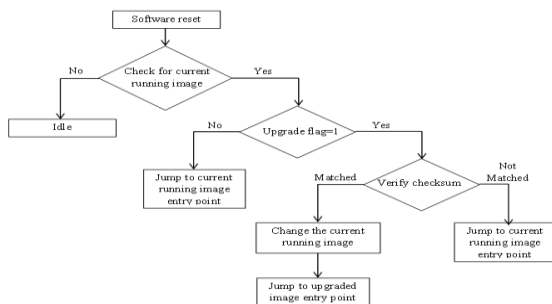 Software reset
Check for current
running image
No
Yes
Idle
Upgrade flag=1
No
Yes
Jump to current
running image
entry point
Verify checksum
Matched
Not
Matched
Change the current
running image
Jump to current
running image
entry point
Jump to upgraded
image entry point